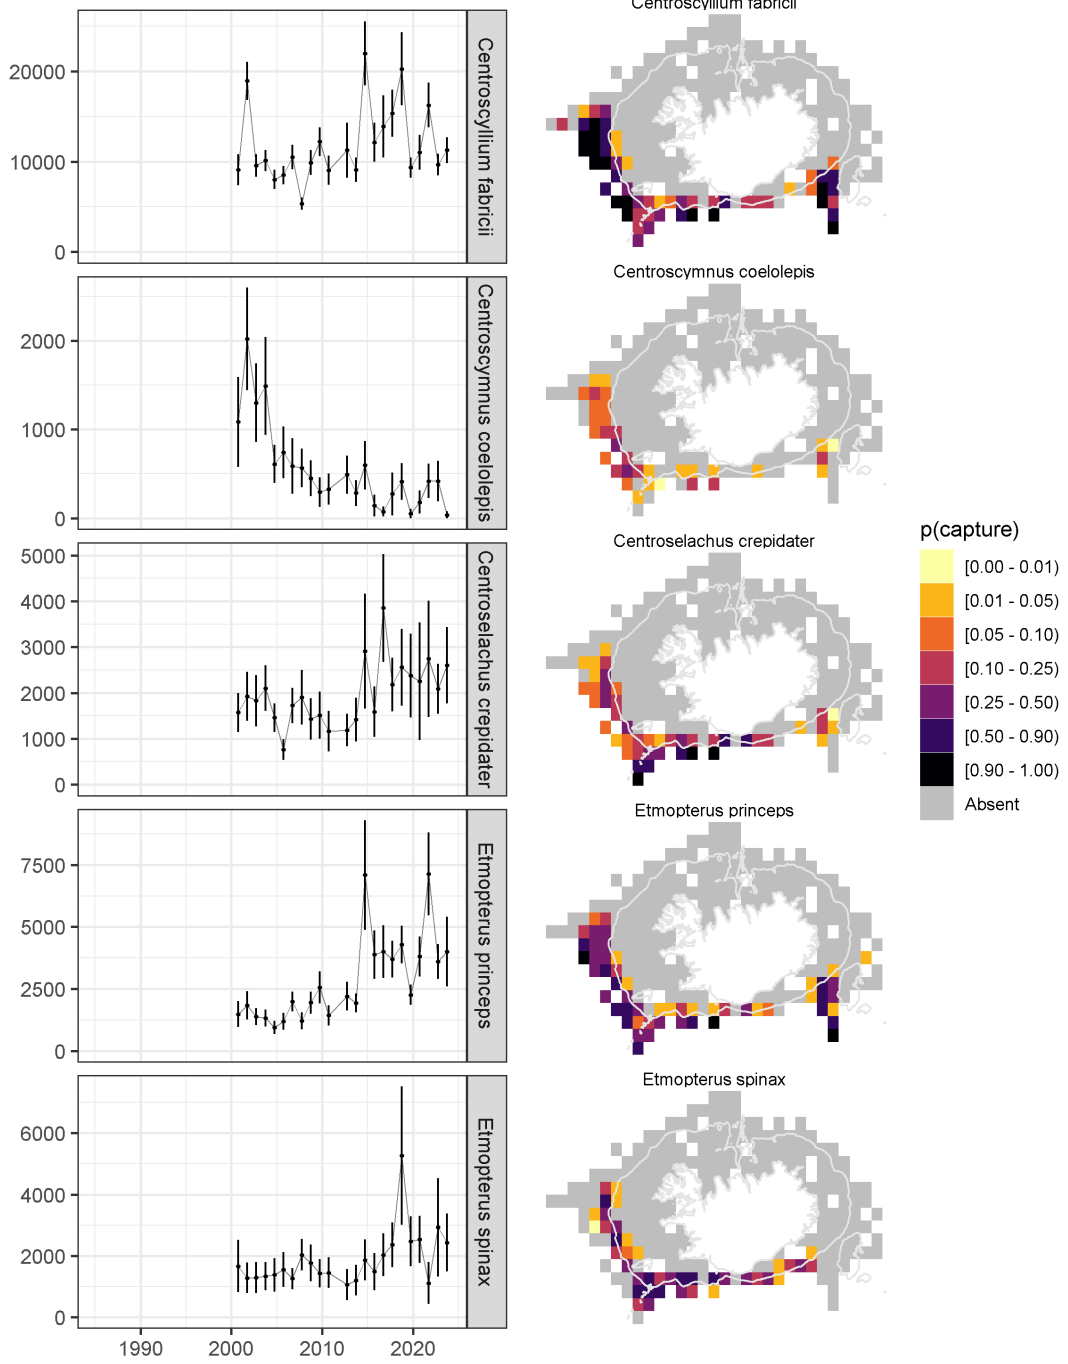 Centroscyllium fabricii
20000
10000
0
Centroscyllium fabricii
Centroscymnus coelolepis
2000
1000
0
Centroscymnus coelolepis
Centroselachus crepidater
5000
4000
3000
2000
1000
0
Centroselachus crepidater
Etmopterus princeps
7500
5000
2500
0
Etmopterus princeps
Etmopterus spinax
6000
4000
2000
0
Etmopterus spinax
1990 2000 2010 2020
p(capture)
[0.00 - 0.01)
[0.01 - 0.05)
[0.05 - 0.10)
[0.10 - 0.25)
[0.25 - 0.50)
[0.50 - 0.90)
[0.90 - 1.00)
Absent